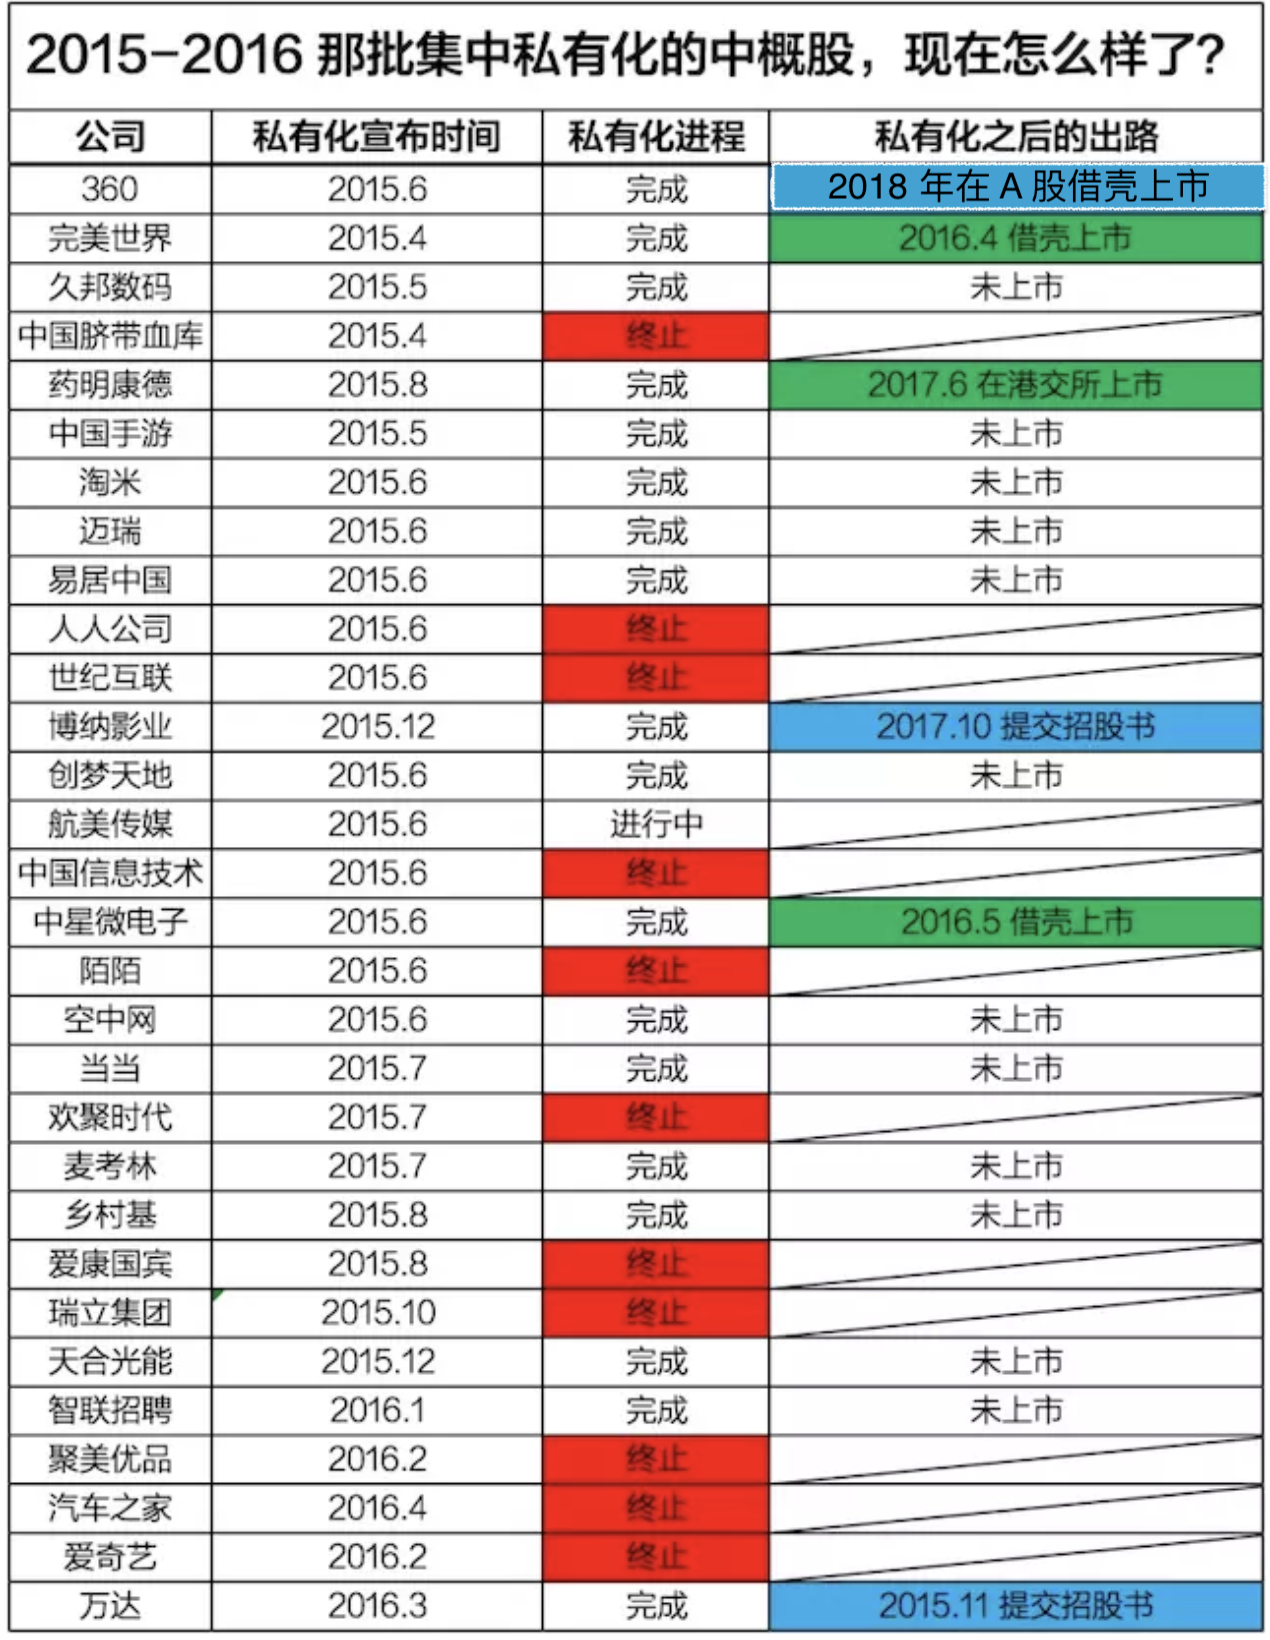 2015-2016 那批集中私有化的中概股，现在怎么样了？
公司 私有化宣布时间 私有化进程 私有化之后的出路
360 2015.6 完成 2018 年在 A 股借壳上市
完美世界 2015.4 完成 2016.4 借壳上市
久邦数码 2015.5 完成 未上市
中国脐带血库 2015.4 终止
药明康德 2015.8 完成 2017.6 在港交所上市
中国手游 2015.5 完成 未上市
淘米 2015.6 完成 未上市
迈瑞 2015.6 完成 未上市
易居中国 2015.6 完成 未上市
人人公司 2015.6 终止
世纪互联 2015.6 终止
博纳影业 2015.12 完成 2017.10 提交招股书
创梦天地 2015.6 完成 未上市
航美传媒 2015.6 进行中
中国信息技术 2015.6 终止
中星微电子 2015.6 完成 2016.5 借壳上市
陌陌 2015.6 终止
空中网 2015.6 完成 未上市
当当 2015.7 完成 未上市
欢聚时代 2015.7 终止
麦考林 2015.7 完成 未上市
乡村基 2015.8 完成 未上市
爱康国宾 2015.8 终止
瑞立集团 2015.10 终止
天合光能 2015.12 完成 未上市
智联招聘 2016.1 完成 未上市
聚美优品 2016.2 终止
汽车之家 2016.4 终止
爱奇艺 2016.2 终止
万达 2016.3 完成 2015.11 提交招股书